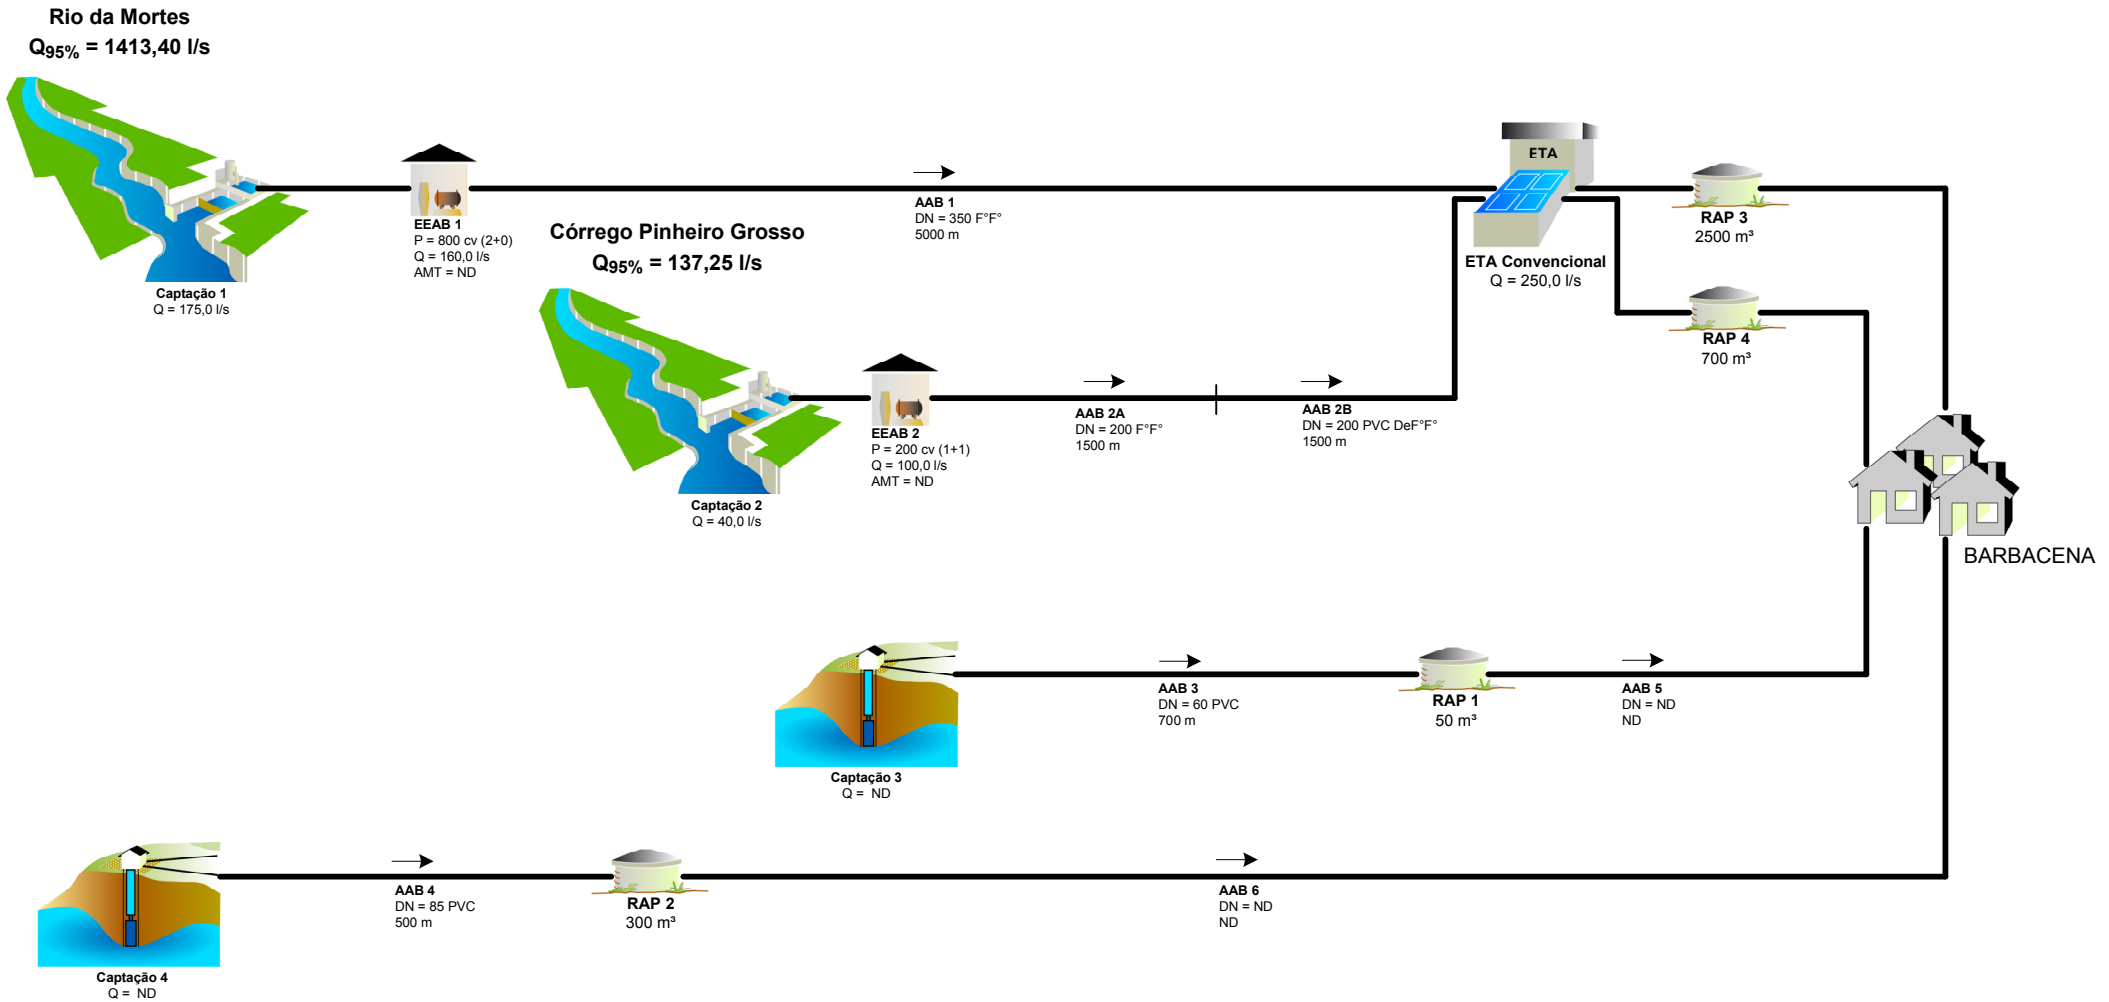 Rio da Mortes
Q95% = 1413,40 l/s
Captação 1
Q = 175,0 l/s
EEAB 1
P = 800 cv (2+0)
Q = 160,0 l/s
AMT = ND
AAB 1
DN = 350 F°F°
5000 m
Córrego Pinheiro Grosso
Q95% = 137,25 l/s
Captação 2
Q = 40,0 l/s
EEAB 2
P = 200 cv (1+1)
Q = 100,0 l/s
AMT = ND
AAB 2A
DN = 200 F°F°
1500 m
AAB 2B
DN = 200 PVC DeF°F°
1500 m
ETA
ETA Convencional
Q = 250,0 l/s
RAP 3
2500 m³
RAP 4
700 m³
BARBACENA
Captação 3
Q = ND
AAB 3
DN = 60 PVC
700 m
RAP 1
50 m³
AAB 5
DN = ND
ND
Captação 4
Q = ND
AAB 4
DN = 85 PVC
500 m
RAP 2
300 m³
AAB 6
DN = ND
ND